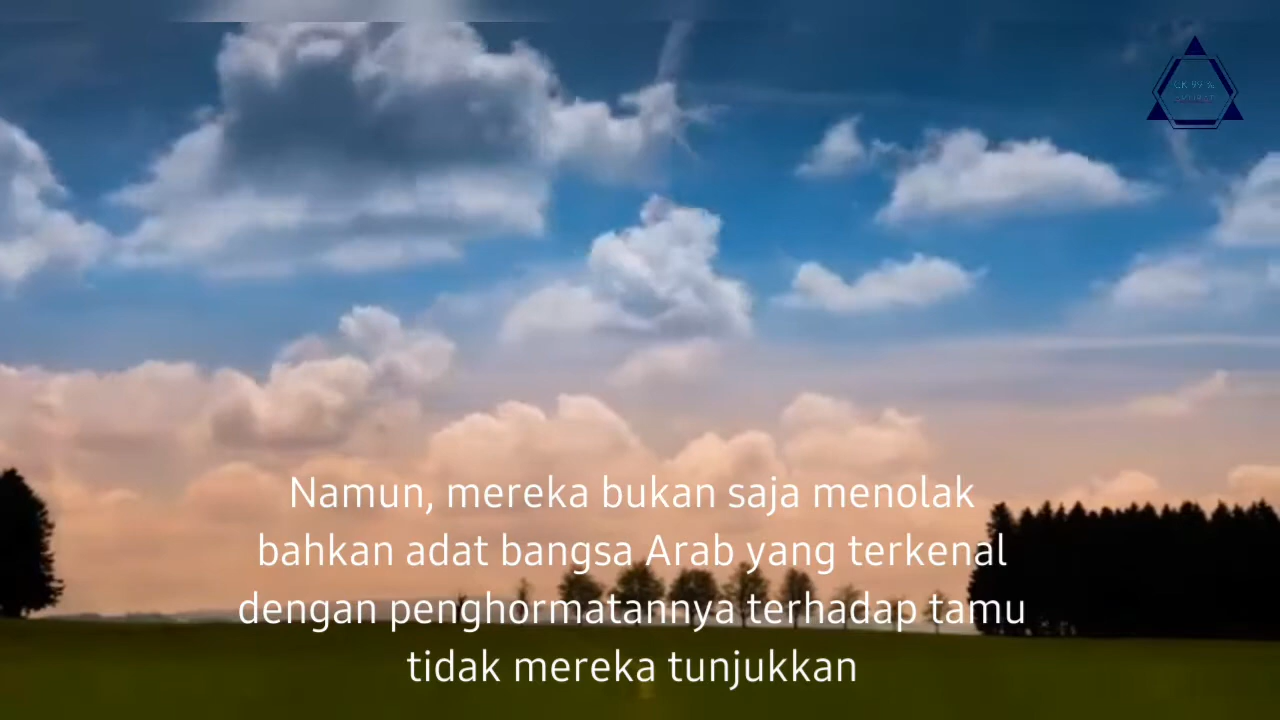 Namun, mereka bukan saja menolak
bahkan adat bangsa Arab yang terkenal
dengan penghormatannya terhadap tamu
tidak mereka tunjukkan